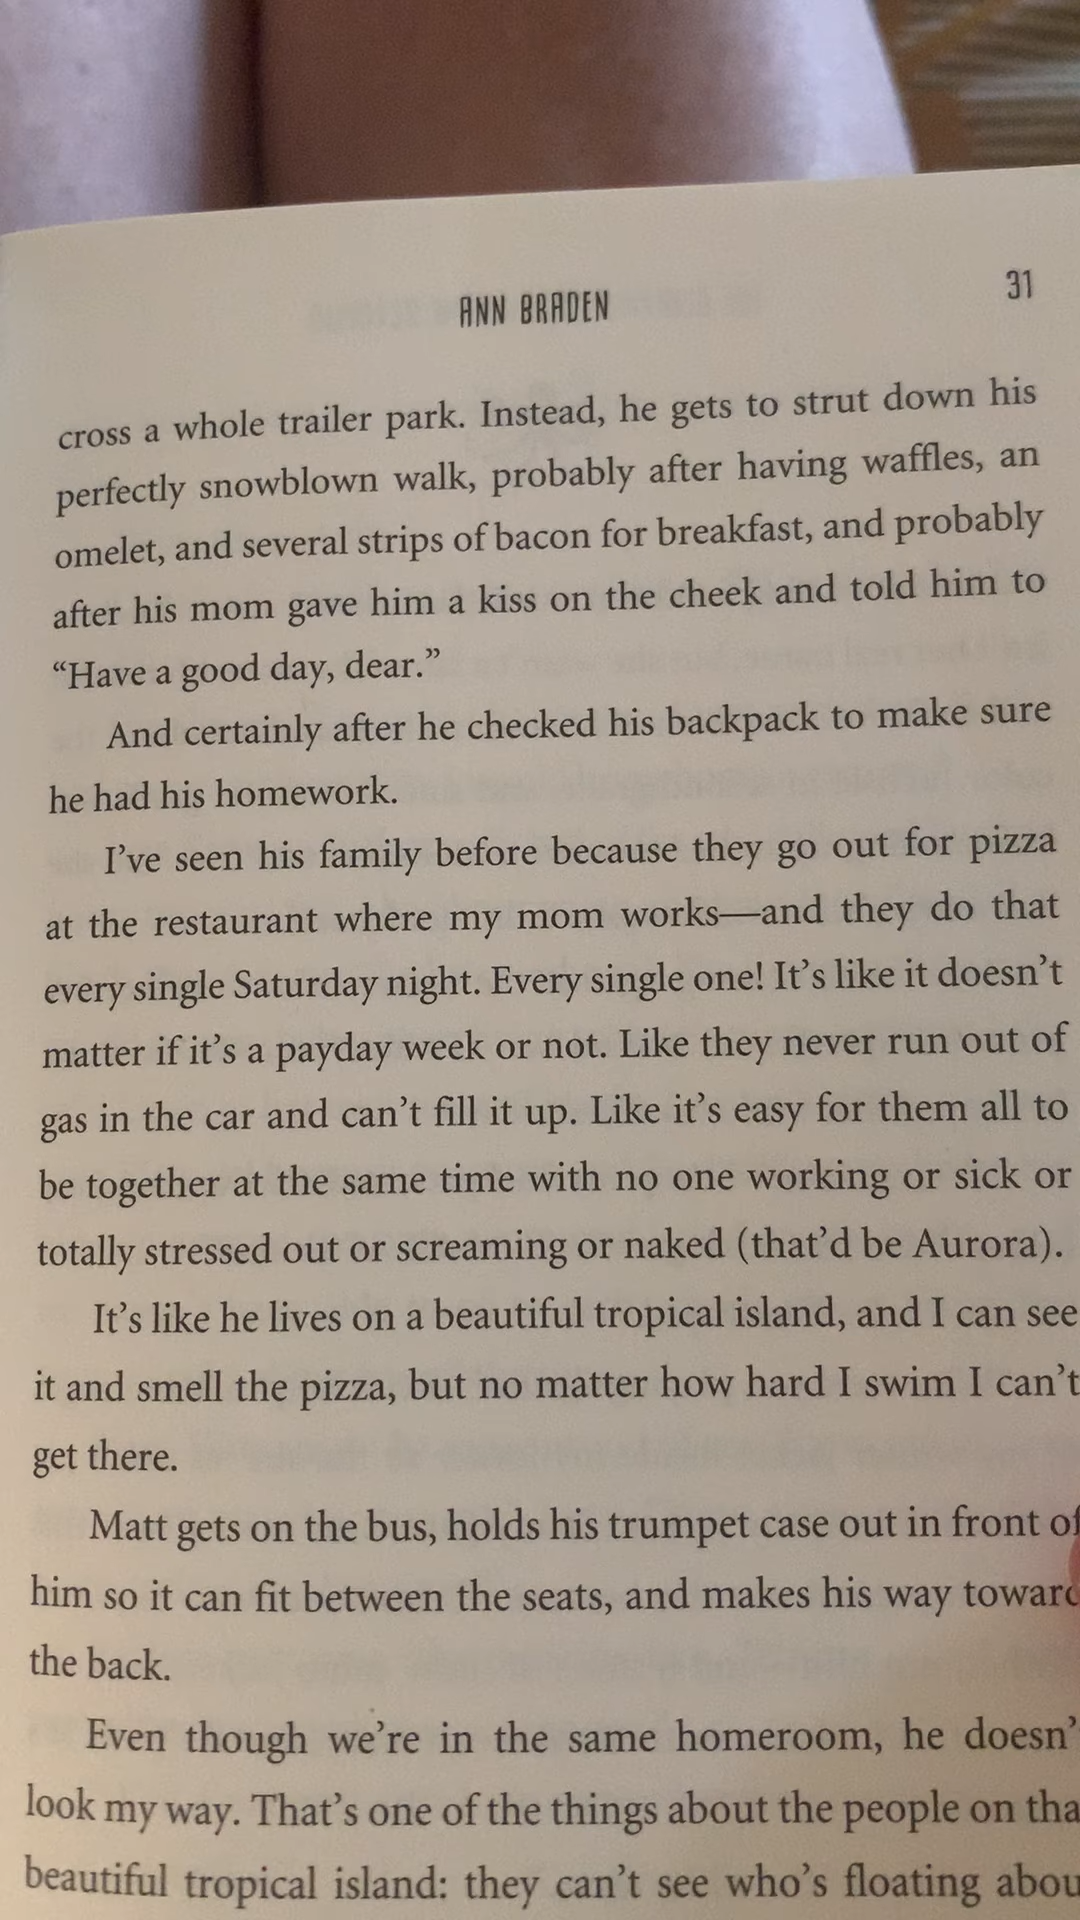 ANN BRADEN
31
cross a whole trailer park. Instead, he gets to strut down his
perfectly snowblown walk, probably after having waffles, an
omelet, and several strips of bacon for breakfast, and probably
after his mom gave him a kiss on the cheek and told him to
“Have a good day, dear.”
And certainly after he checked his backpack to make sure
he had his homework.
I’ve seen his family before because they go out for pizza
at the restaurant where my mom works—and they do that
every single Saturday night. Every single one! It’s like it doesn’t
matter if it’s a payday week or not. Like they never run out of
gas in the car and can’t fill it up. Like it’s easy for them all to
be together at the same time with no one working or sick or
totally stressed out or screaming or naked (that’d be Aurora).
It’s like he lives on a beautiful tropical island, and I can see
it and smell the pizza, but no matter how hard I swim I can’t
get there.
Matt gets on the bus, holds his trumpet case out in front of
him so it can fit between the seats, and makes his way toward
the back.
Even though we’re in the same homeroom, he doesn’
look my way. That’s one of the things about the people on tha
beautiful tropical island: they can’t see who’s floating abou